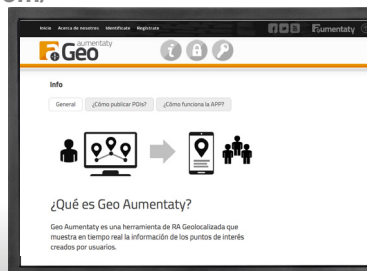 om/
Inicio Acerca de nosotros Identifícate Regístrate
aumentaty
aumentaty
Geo
Info
General ¿Cómo publicar POIs? ¿Cómo funciona la APP?
¿Qué es Geo Aumentaty?
Geo Aumentaty es una herramienta de RA Geolocalizada que
muestra en tiempo real la información de los puntos de interés
creados por usuarios.